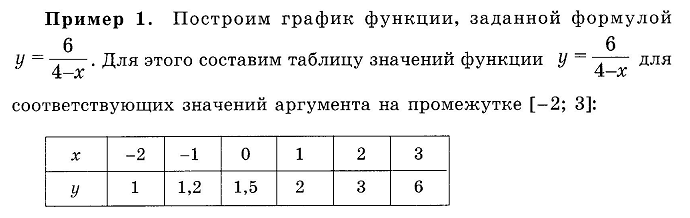 Пример 1. Построим график функции, заданной формулой
y = 6/(4–x). Для этого составим таблицу значений функции y = 6/(4–x) для
соответствующих значений аргумента на промежутке [–2; 3]:
x –2 –1 0 1 2 3
y 1 1,2 1,5 2 3 6